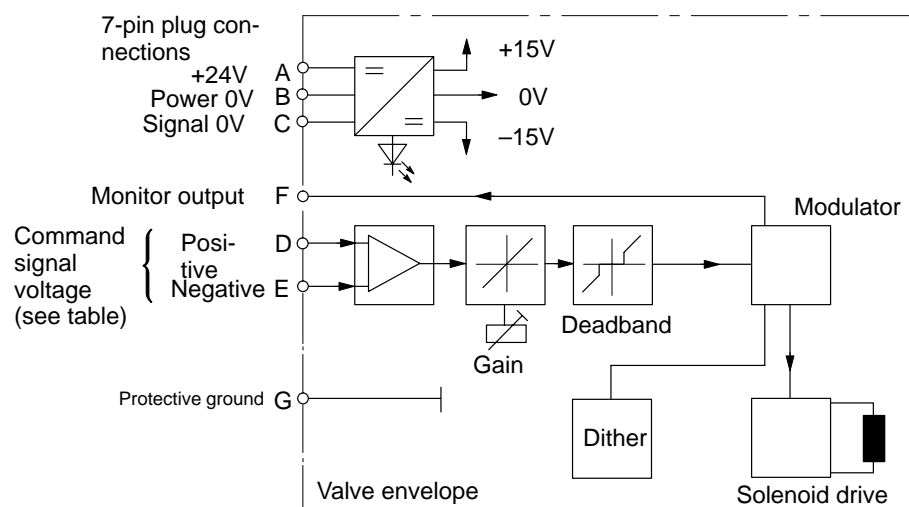 7-pin plug con-
nections
+24V A
Power 0V B
Signal 0V C
+15V
0V
–15V
Monitor output F
Modulator
Command
signal
voltage
(see table)
Posi-
tive
D
Negative E
Deadband
Gain
Protective ground G
Dither
Valve envelope
Solenoid drive